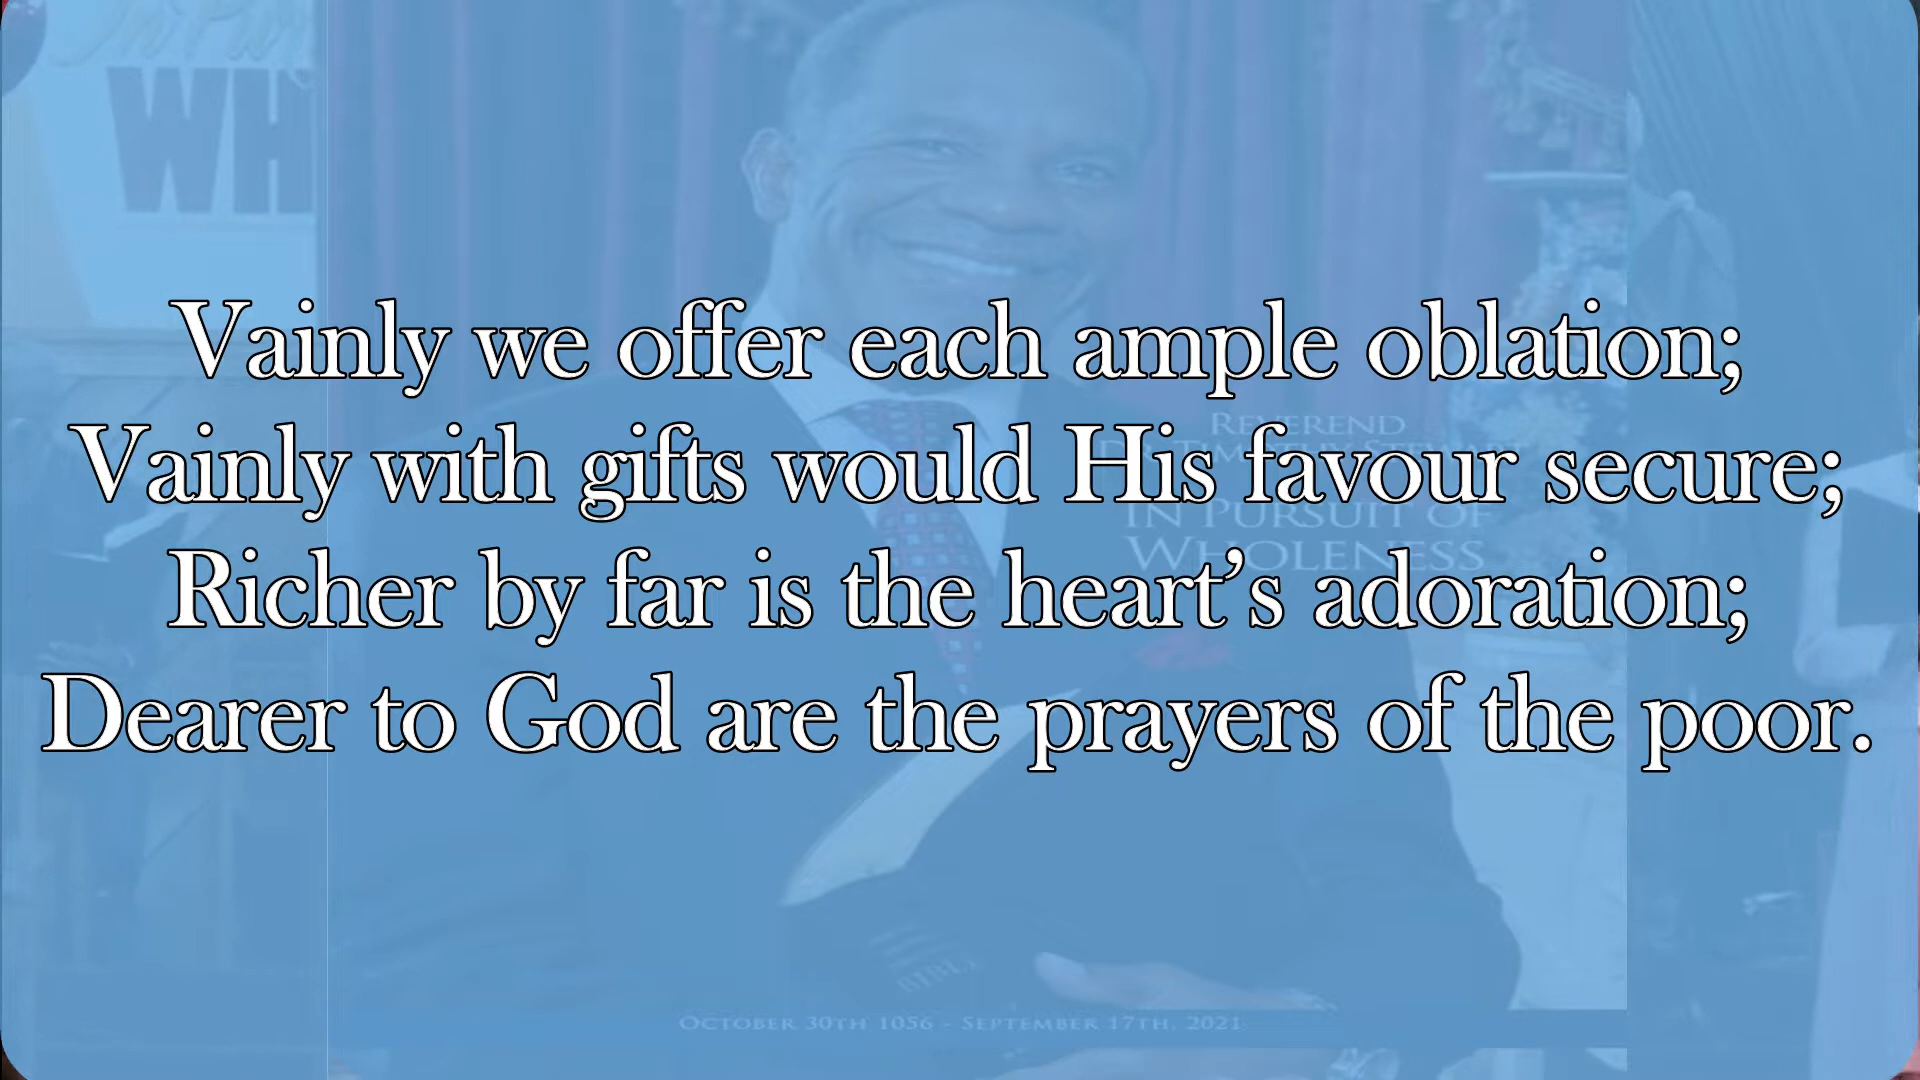 WH
Vainly we offer each ample oblation;
Vainly with gifts would His favour secure;
Richer by far is the heart's adoration;
Dearer to God are the prayers of the poor.
Reverend
In Pursuit of
Wholeness
October 30th 1056 - September 17th, 2021